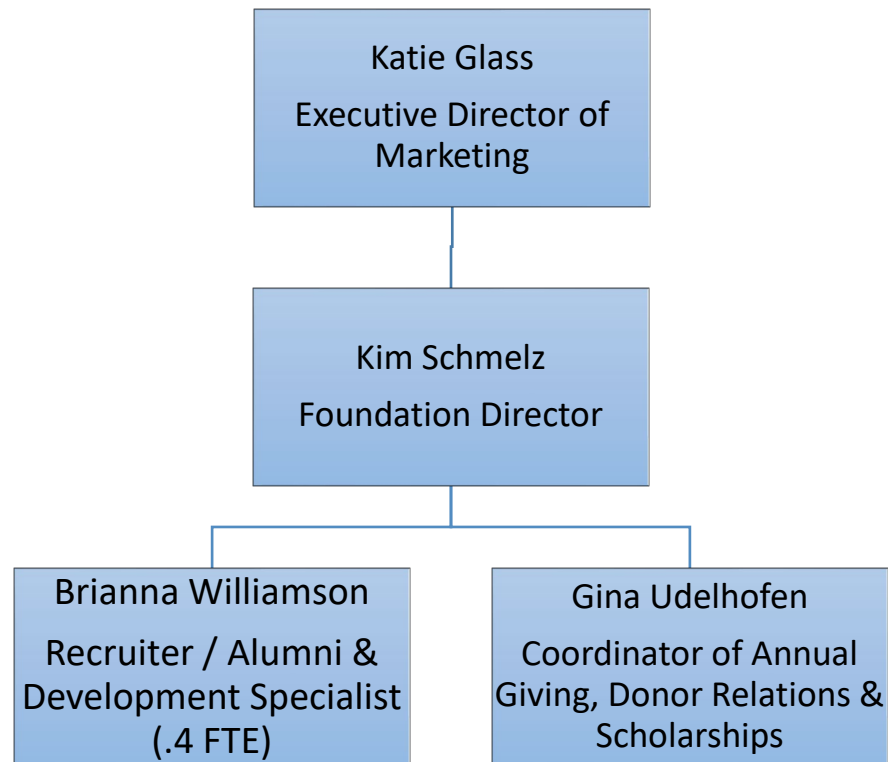 Katie Glass
Executive Director of
Marketing
Kim Schmelz
Foundation Director
Brianna Williamson
Recruiter / Alumni &
Development Specialist
(.4 FTE)
Gina Udelhofen
Coordinator of Annual
Giving, Donor Relations &
Scholarships